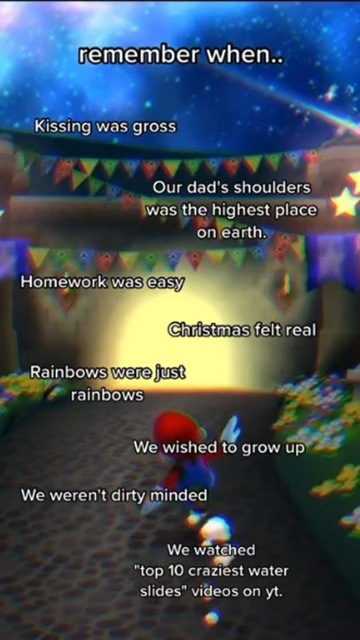 remember when..
Kissing was gross
Our dad's shoulders
was the highest place
on earth.
Homework was easy
Christmas felt real
Rainbows were just
rainbows
We wished to grow up
We weren't dirty minded
We watched
"top 10 craziest water
slides" videos on yt.